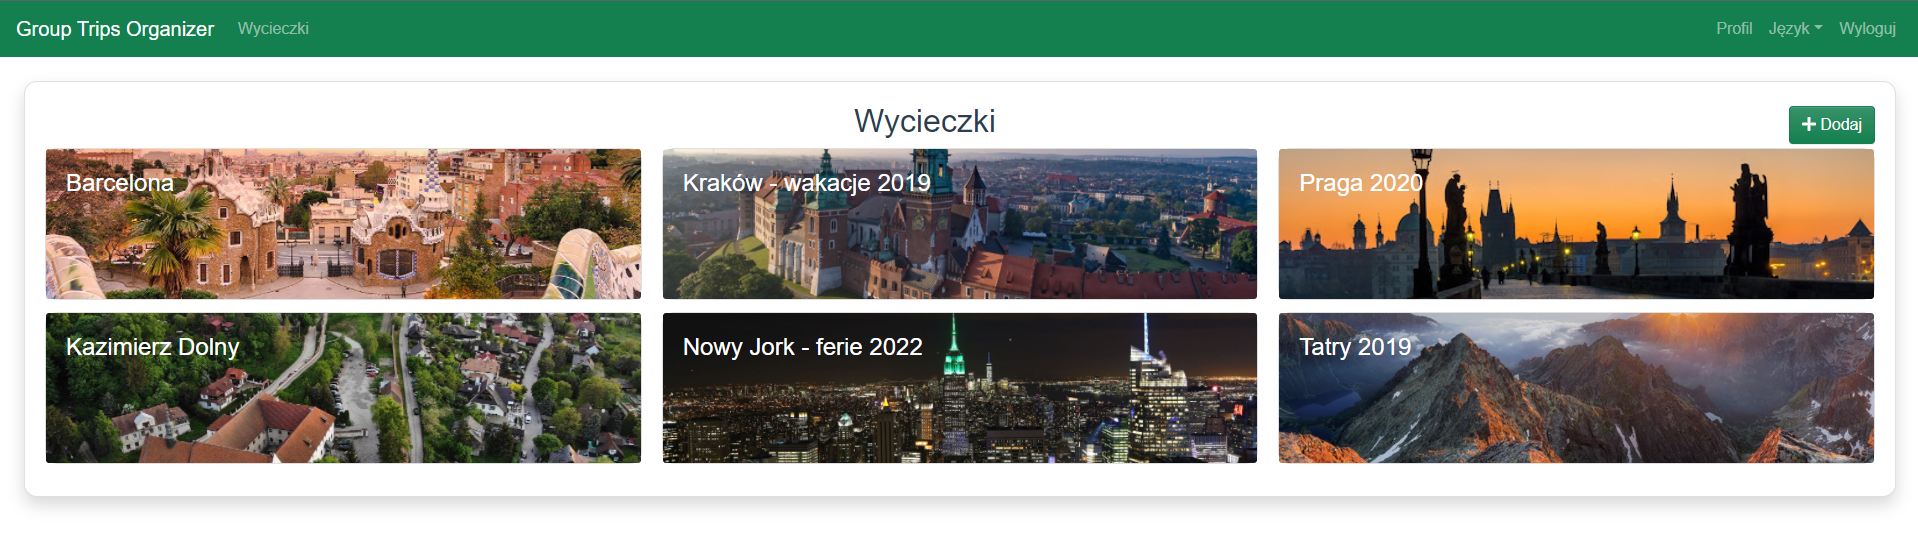 Group Trips Organizer Wycieczki Profil Język Wyloguj
Wycieczki
Dodaj
Barcelona
Kraków - wakacje 2019
Praga 2020
Kazimierz Dolny
Nowy Jork - ferie 2022
Tatry 2019